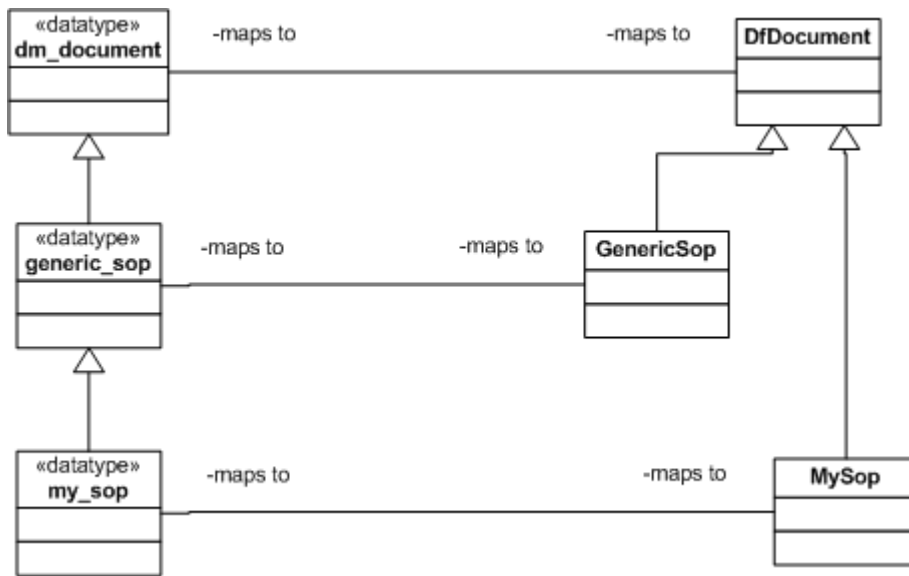 «datatype»
dm_document
-maps to
-maps to
DfDocument
«datatype»
generic_sop
-maps to
-maps to
GenericSop
«datatype»
my_sop
-maps to
-maps to
MySop